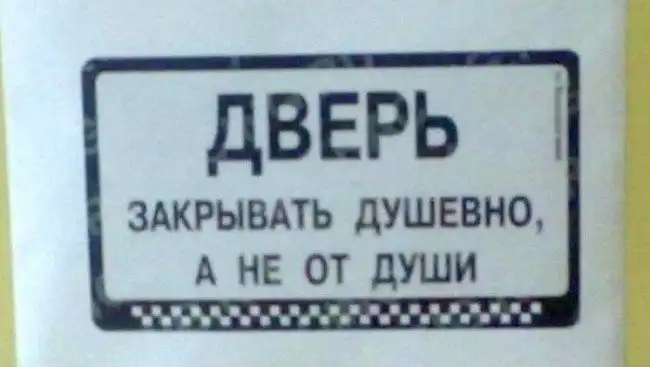 ДВЕРЬ
ЗАКРЫВАТЬ ДУШЕВНО,
А НЕ ОТ ДУШИ